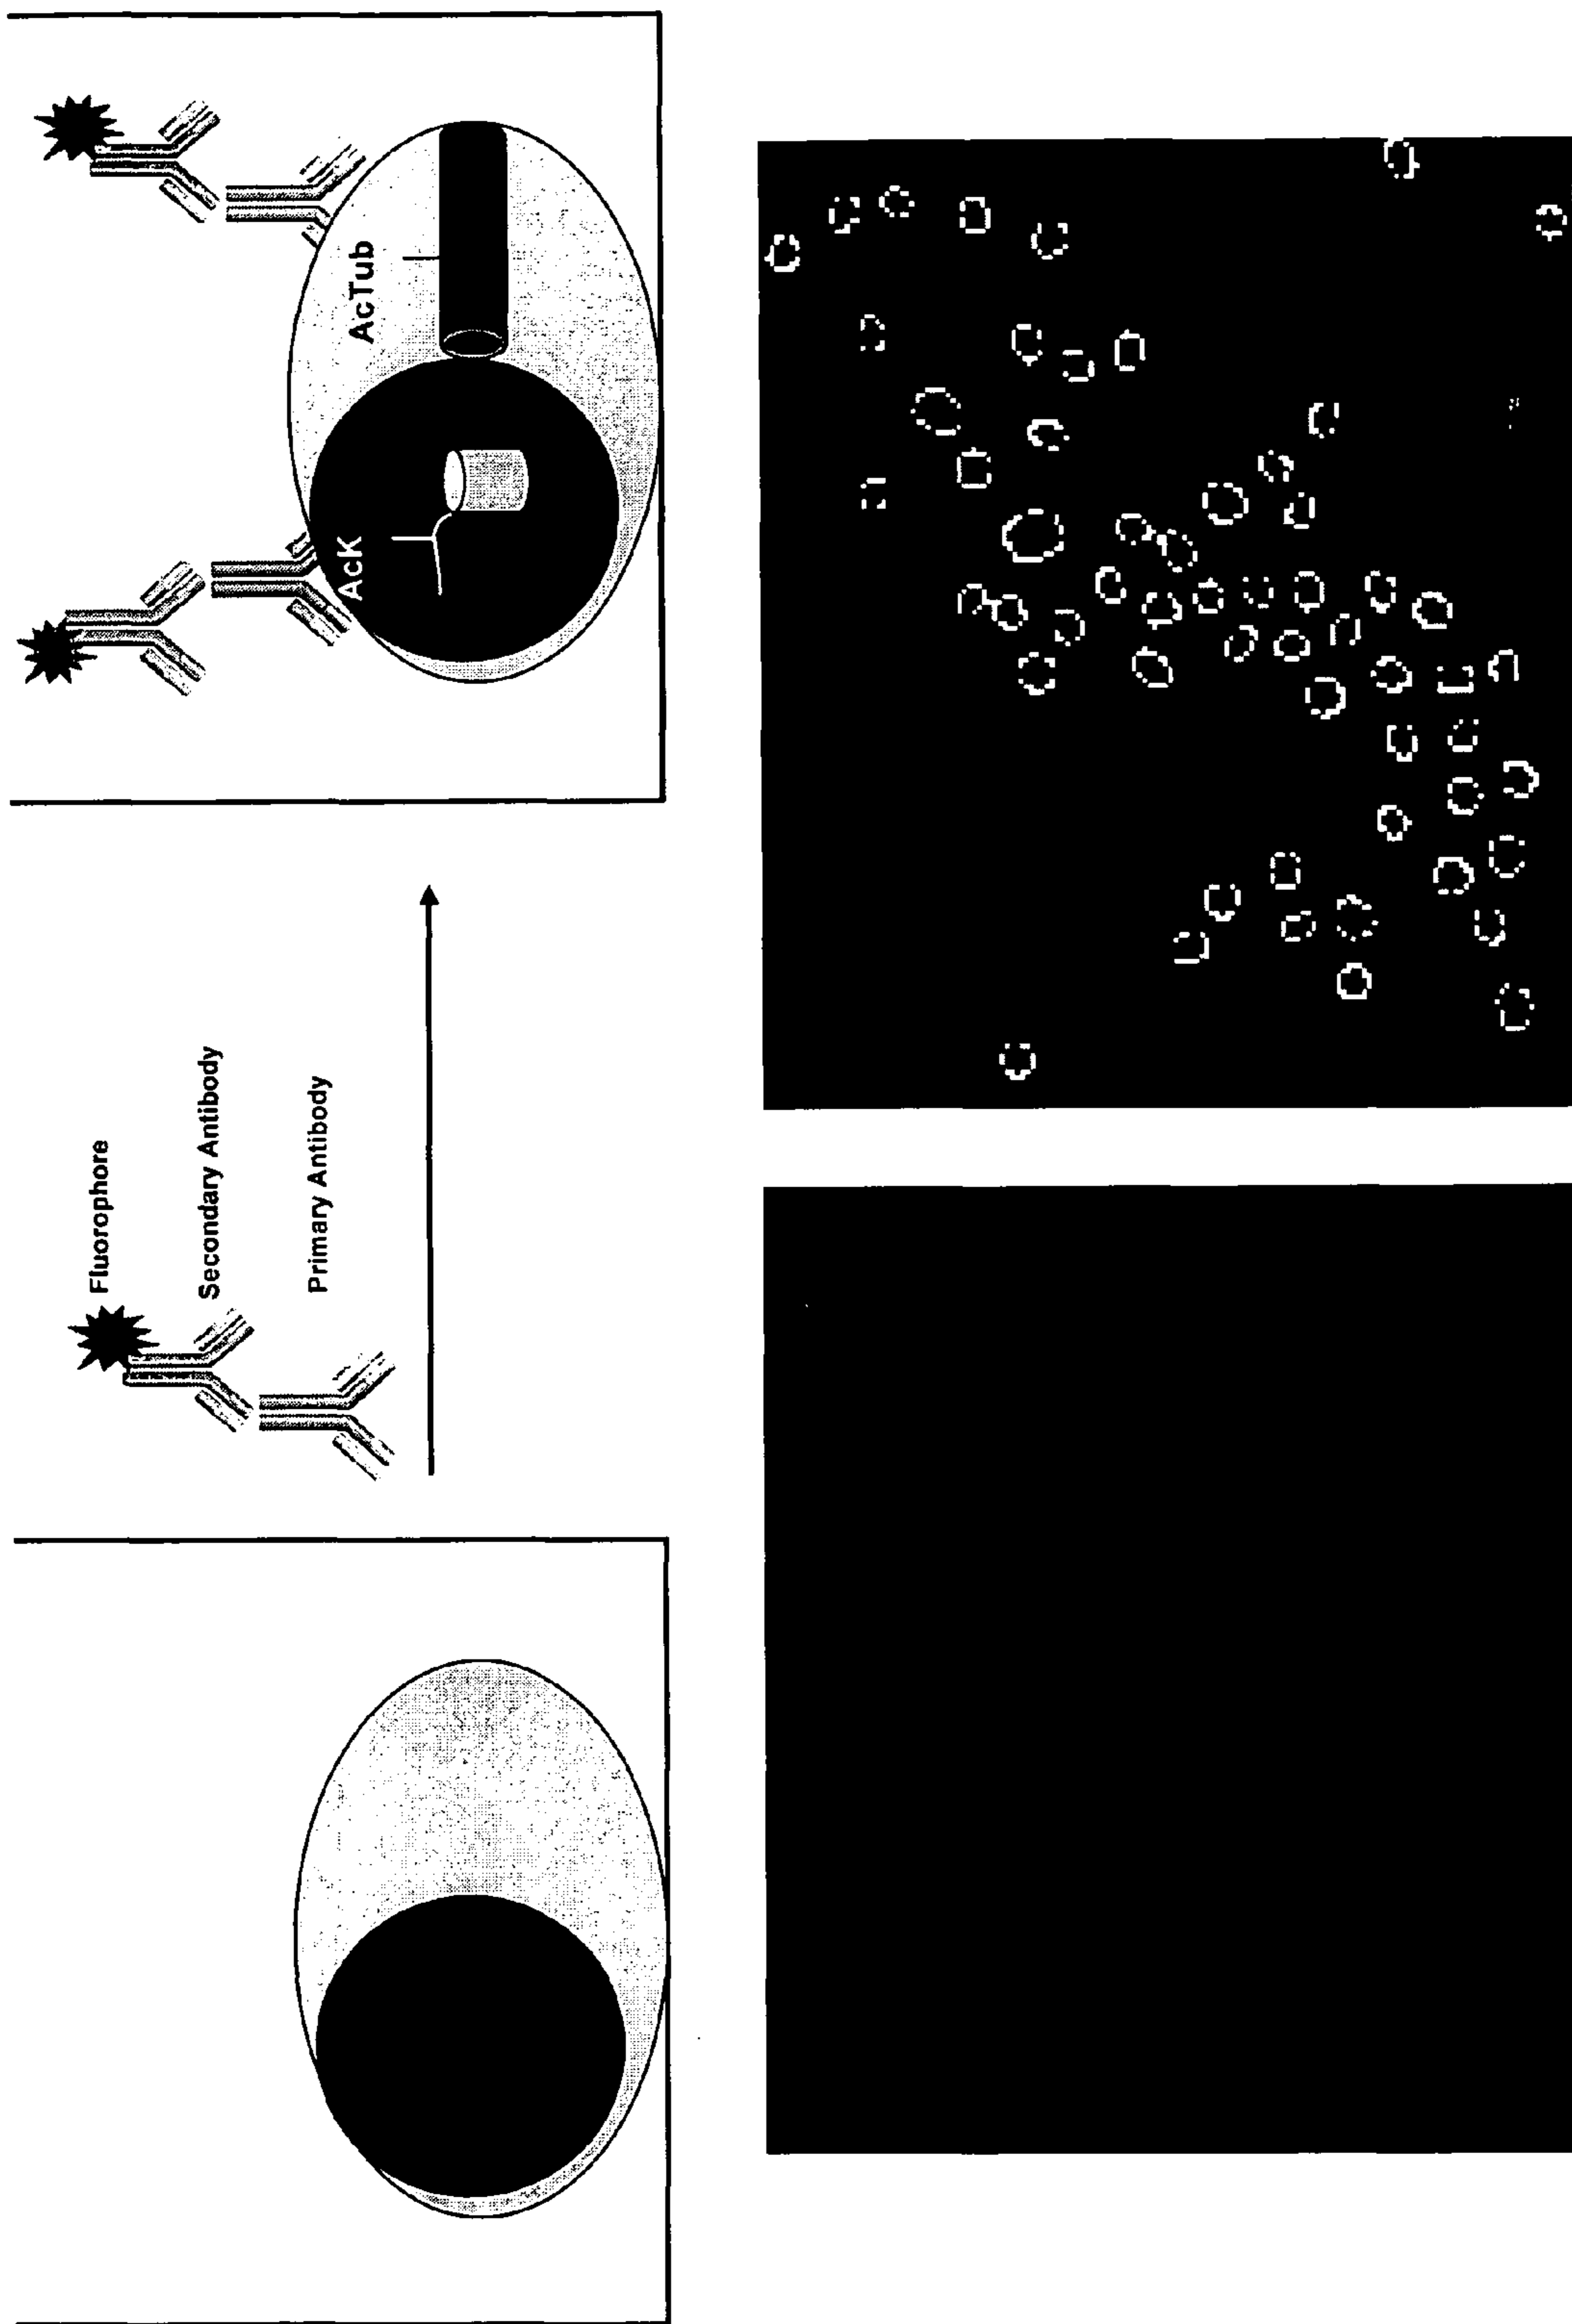 Fluorophore
Secondary Antibody
Primary Antibody
AcK
AcTub